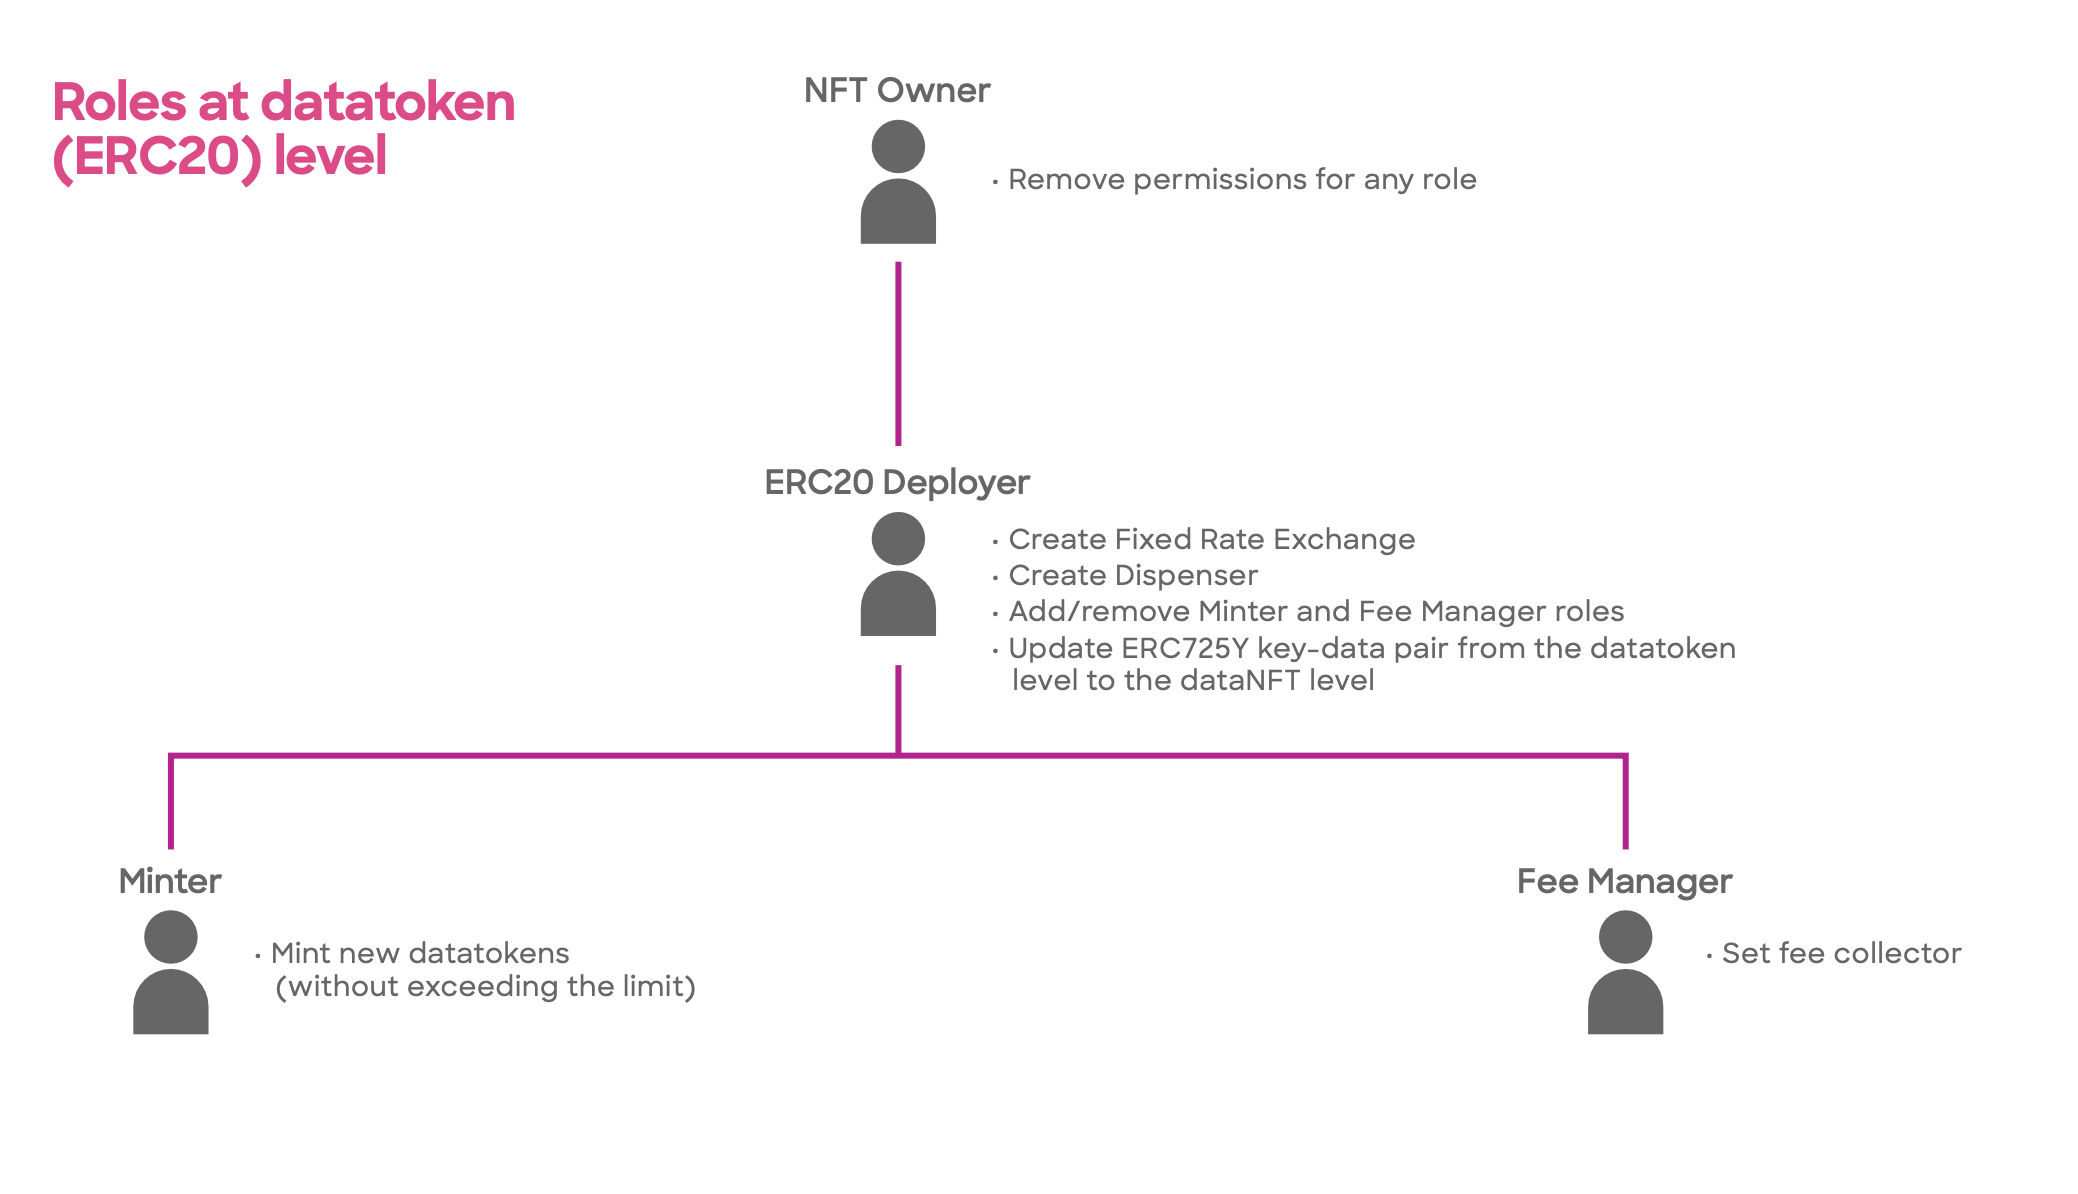 Roles at datatoken
(ERC20) level
NFT Owner
· Remove permissions for any role
ERC20 Deployer
· Create Fixed Rate Exchange
· Create Dispenser
· Add/remove Minter and Fee Manager roles
· Update ERC725Y key-data pair from the datatoken
level to the dataNFT level
Minter
· Mint new datatokens
(without exceeding the limit)
Fee Manager
· Set fee collector